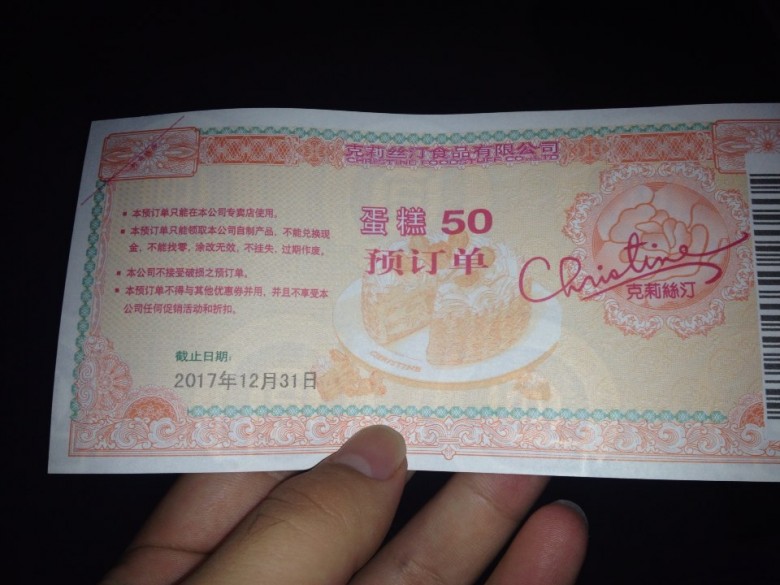 克莉丝汀食品有限公司
蛋糕 50
预订单
• 本预订单只能在本公司专卖店使用。
• 本预订单只能领取本公司自制产品，不能兑换现
金，不能找零，涂改无效，不挂失、过期作废。
• 本公司不接受破损之预订单。
• 本预订单不得与其他优惠券并用、并且不享受本
公司任何促销活动和折扣。
Christine
克莉絲汀
CHRISTINE
截止日期:
2017年12月31日